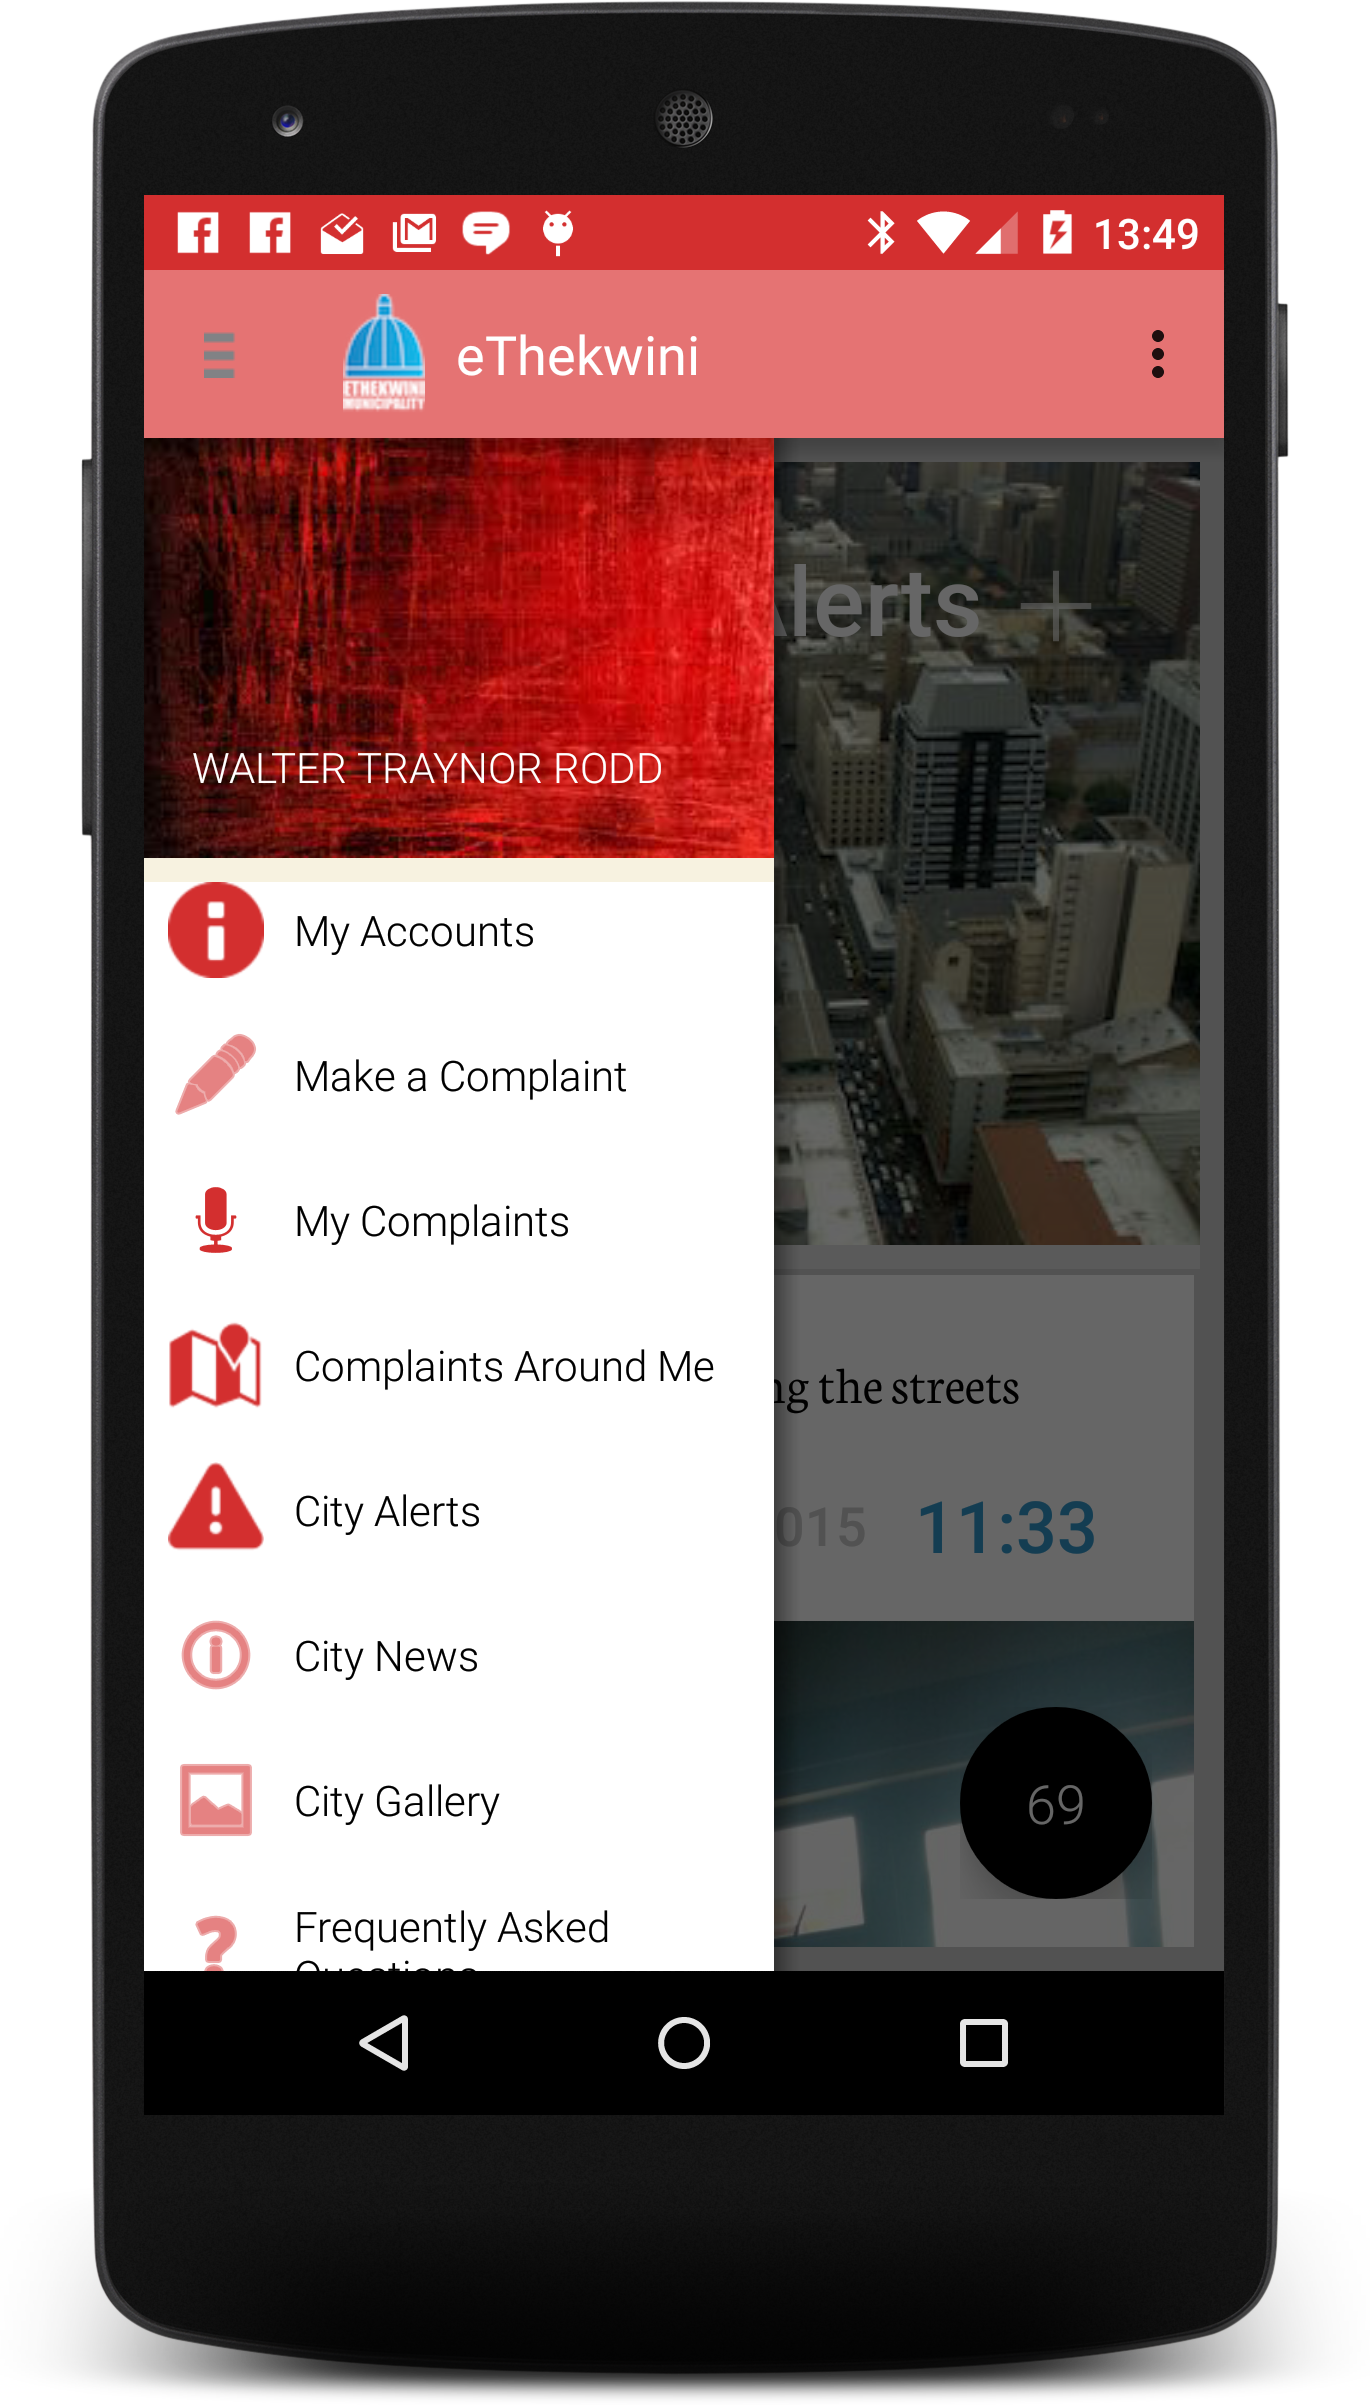 13:49
ETHEKWINI
MUNICIPALITY
eThekwini
lerts
WALTER TRAYNOR RODD
My Accounts
Make a Complaint
My Complaints
Complaints Around Me
ng the streets
City Alerts
015 11:33
City News
City Gallery
69
Frequently Asked
Questions